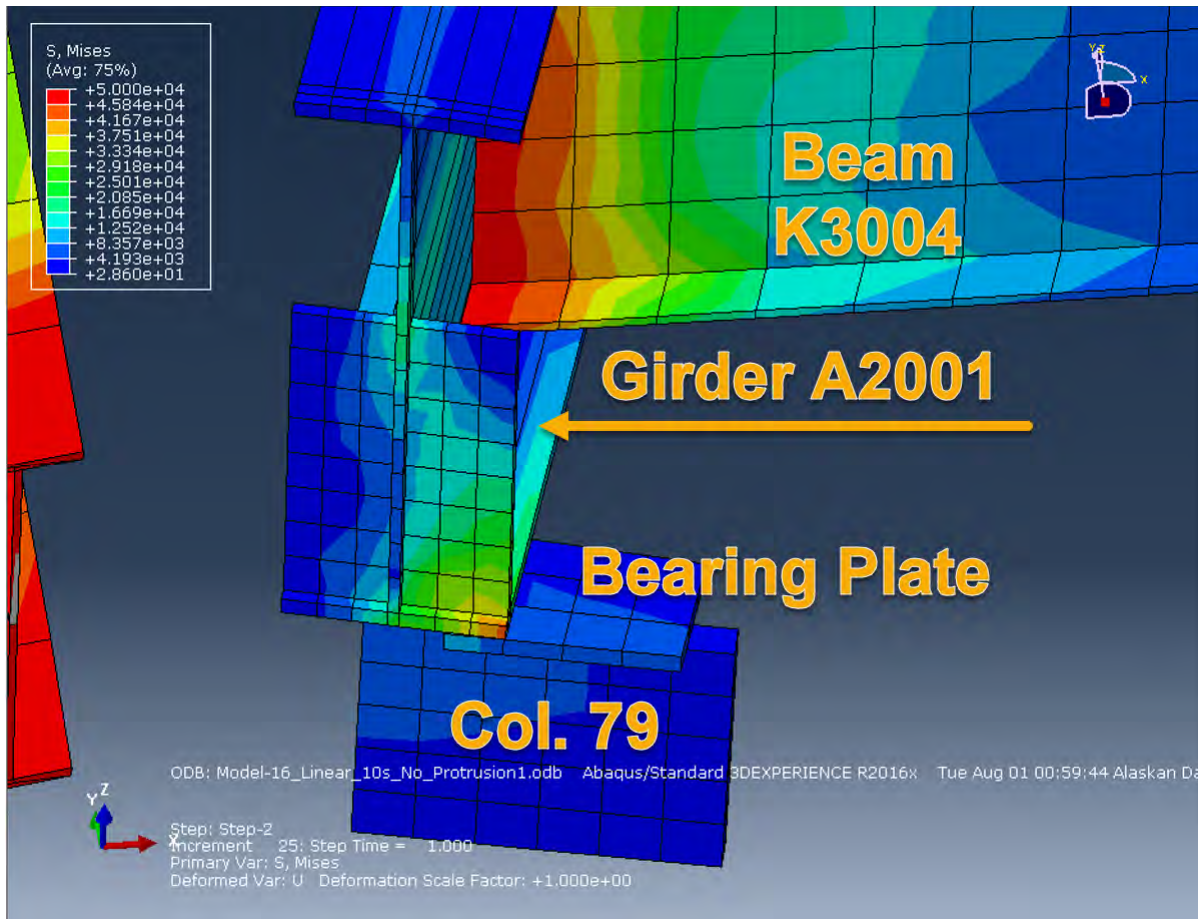 S, Mises
(Avg: 75%)
+5.000e+04
+4.584e+04
+4.167e+04
+3.751e+04
+3.334e+04
+2.918e+04
+2.501e+04
+2.085e+04
+1.669e+04
+1.252e+04
+8.357e+03
+4.193e+03
+2.860e+01
Y Z
X
Beam
K3004
Girder A2001
Bearing Plate
Col. 79
ODB: Model-16_Linear_10s_No_Protrusion1.odb Abaqus/Standard 3DEXPERIENCE R2016x Tue Aug 01 00:59:44 Alaskan Da
Z
Y
X
Step: Step-2
Increment 25: Step Time = 1.000
Primary Var: S, Mises
Deformed Var: U Deformation Scale Factor: +1.000e+00